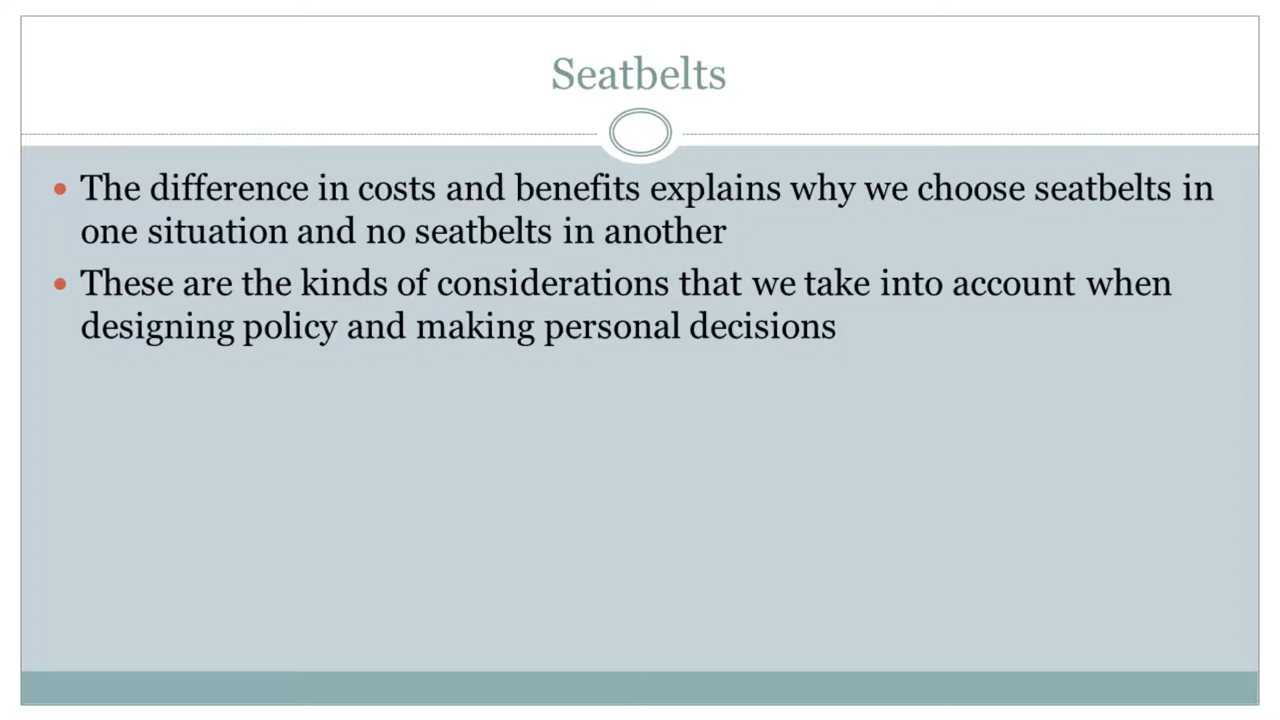 Seatbelts
• The difference in costs and benefits explains why we choose seatbelts in
one situation and no seatbelts in another
• These are the kinds of considerations that we take into account when
designing policy and making personal decisions